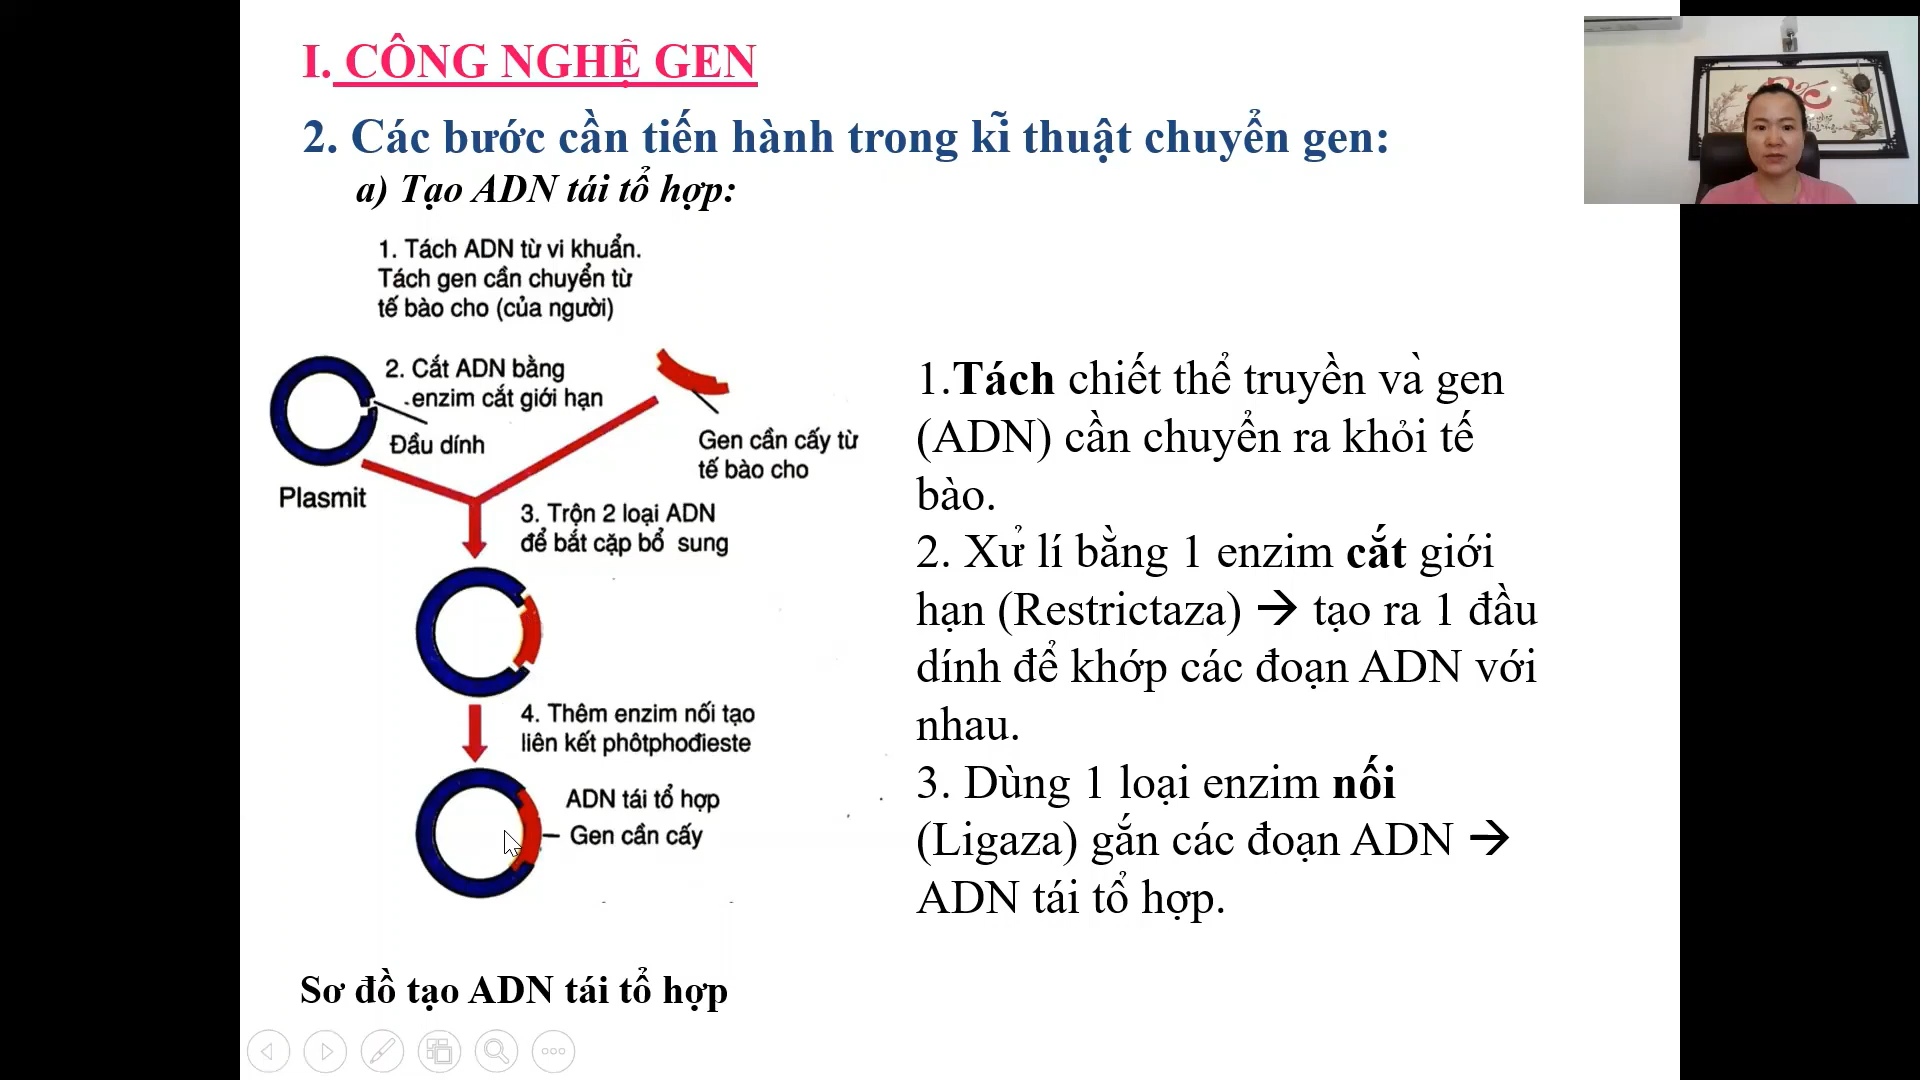 I. CÔNG NGHỆ GEN
2. Các bước cần tiến hành trong kĩ thuật chuyển gen:
a) Tạo ADN tái tổ hợp:
1. Tách ADN từ vi khuẩn.
Tách gen cần chuyển từ
tế bào cho (của người)
2. Cắt ADN bằng
enzim cắt giới hạn
Đầu dính
Plasmit
Gen cần cấy từ
tế bào cho
3. Trộn 2 loại ADN
để bắt cặp bổ sung
4. Thêm enzim nối tạo
liên kết phôtphođieste
ADN tái tổ hợp
Gen cần cấy
Sơ đồ tạo ADN tái tổ hợp
1.Tách chiết thể truyền và gen
(ADN) cần chuyển ra khỏi tế
bào.
2. Xử lí bằng 1 enzim cắt giới
hạn (Restrictaza) → tạo ra 1 đầu
dính để khớp các đoạn ADN với
nhau.
3. Dùng 1 loại enzim nối
(Ligaza) gắn các đoạn ADN →
ADN tái tổ hợp.